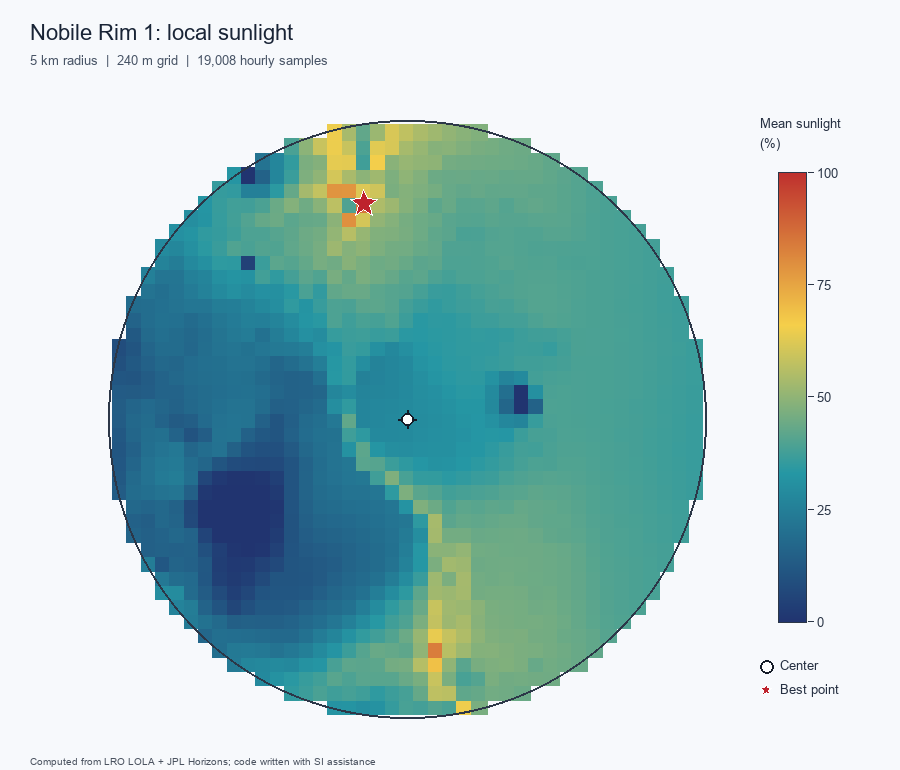 Nobile Rim 1: local sunlight
5 km radius | 240 m grid | 19,008 hourly samples
Mean sunlight
(%)
100
75
50
25
0
Center
Best point
Computed from LRO LOLA + JPL Horizons; code written with SI assistance